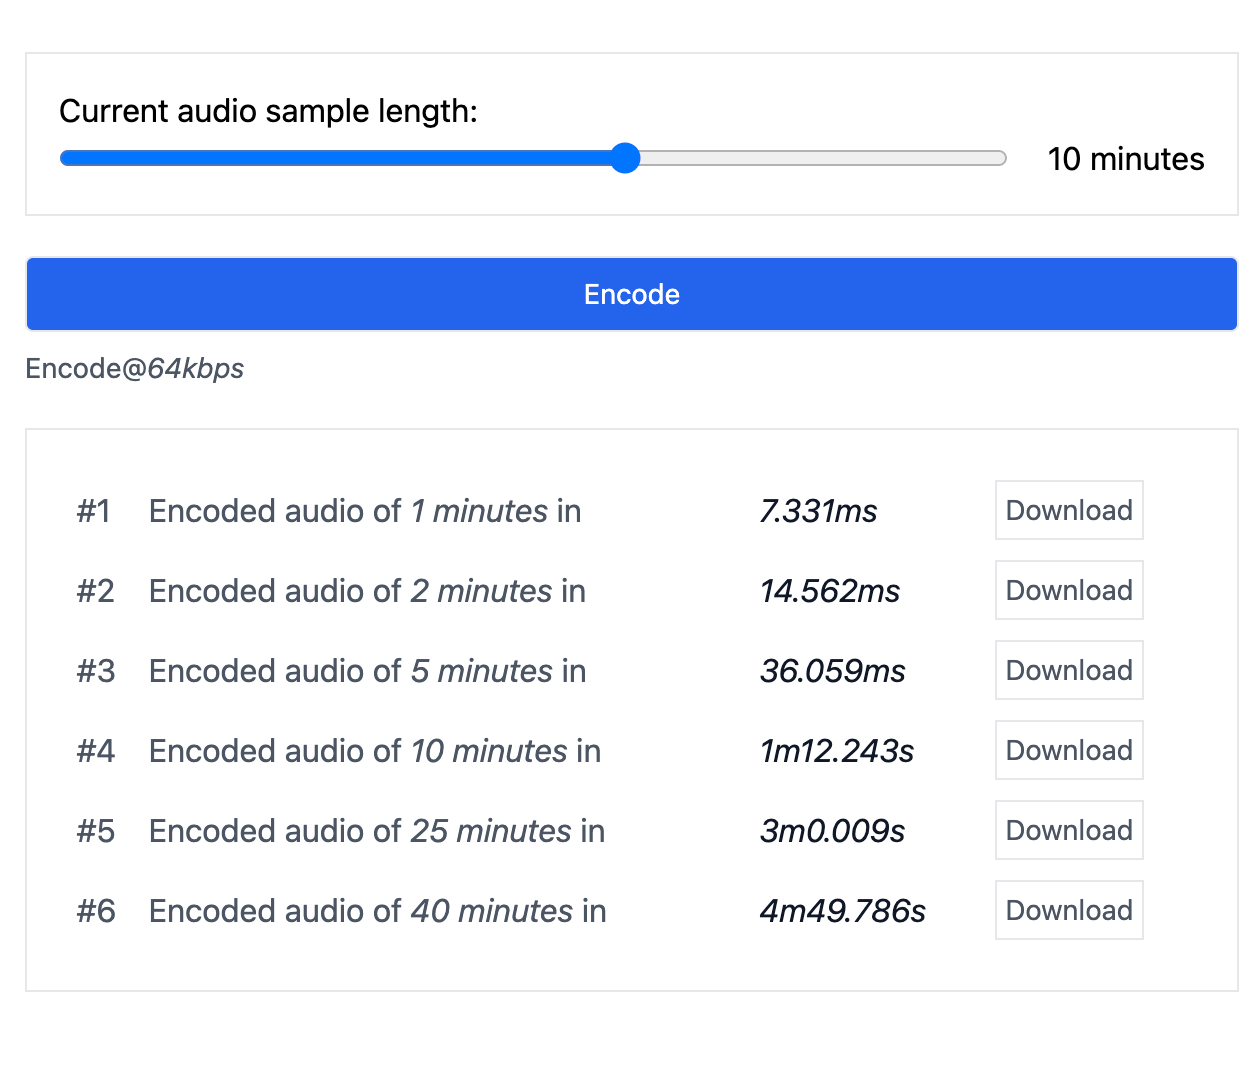 Current audio sample length:
10 minutes
Encode
Encode@64kbps
#1 Encoded audio of 1 minutes in 7.331ms Download
#2 Encoded audio of 2 minutes in 14.562ms Download
#3 Encoded audio of 5 minutes in 36.059ms Download
#4 Encoded audio of 10 minutes in 1m12.243s Download
#5 Encoded audio of 25 minutes in 3m0.009s Download
#6 Encoded audio of 40 minutes in 4m49.786s Download